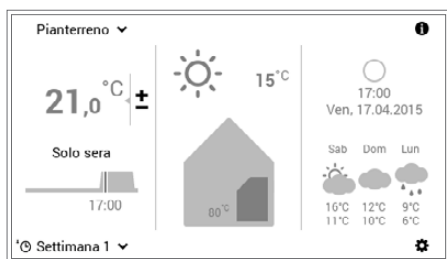 Pianterreno
21,0 °C
±
Solo sera
17:00
Settimana 1
15°C
80°C
17:00
Ven, 17.04.2015
Sab Dom Lun
16°C 12°C 9°C
11°C 10°C 6°C